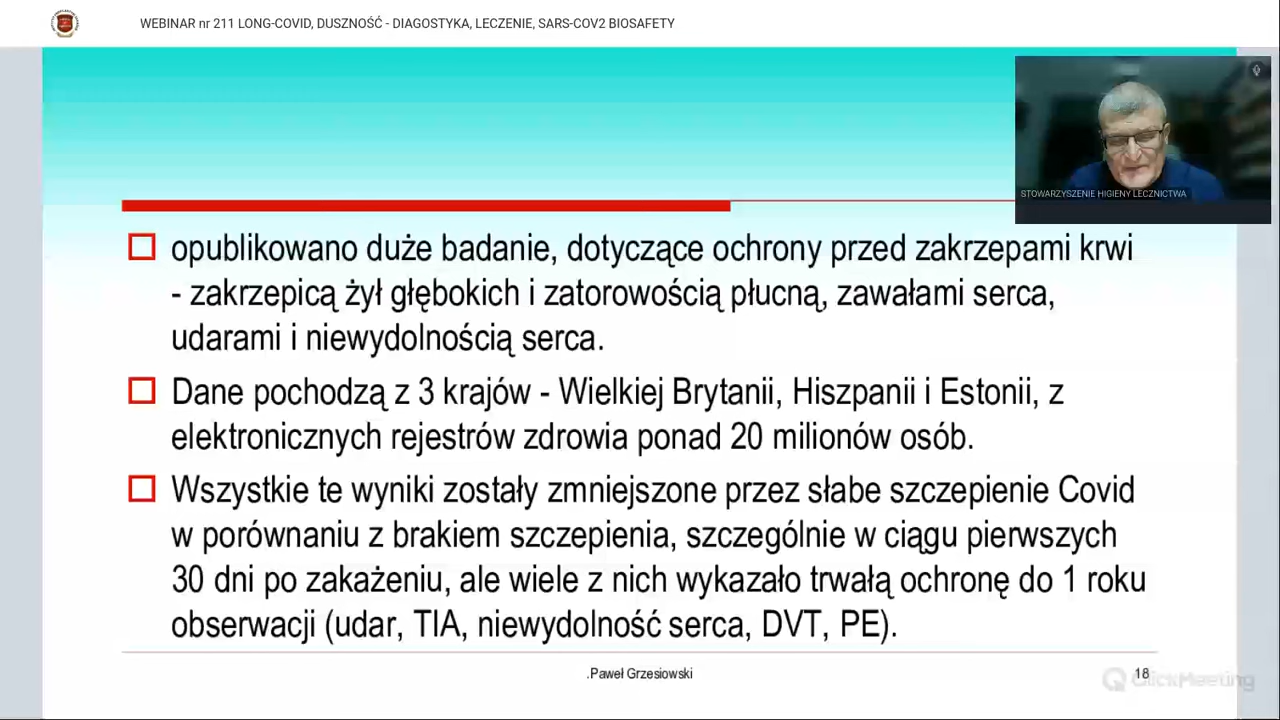 WEBINAR nr 211 LONG-COVID, DUSZNOŚĆ - DIAGOSTYKA, LECZENIE, SARS-COV2 BIOSAFETY
STOWARZYSZENIE HIGIENY LECZNICTWA
opublikowano duże badanie, dotyczące ochrony przed zakrzepami krwi
- zakrzepicą żył głębokich i zatorowością płucną, zawałami serca,
udarami i niewydolnością serca.
Dane pochodzą z 3 krajów - Wielkiej Brytanii, Hiszpanii i Estonii, z
elektronicznych rejestrów zdrowia ponad 20 milionów osób.
Wszystkie te wyniki zostały zmniejszone przez słabe szczepienie Covid
w porównaniu z brakiem szczepienia, szczególnie w ciągu pierwszych
30 dni po zakażeniu, ale wiele z nich wykazało trwałą ochronę do 1 roku
obserwacji (udar, TIA, niewydolność serca, DVT, PE).
.Paweł Grzesiowski
18
ClickMeeting